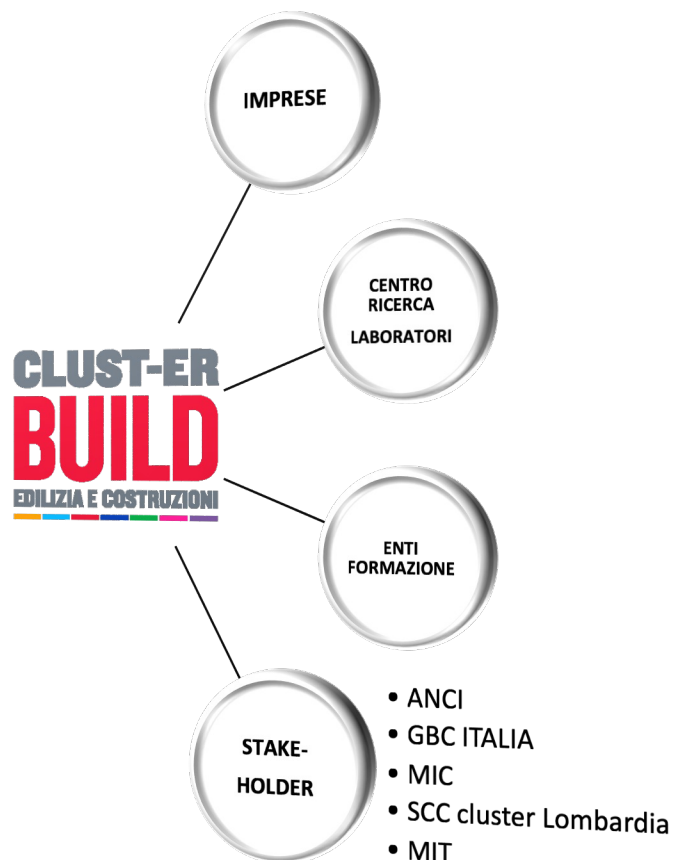 IMPRESE
CENTRO
RICERCA
LABORATORI
CLUST-ER
BUILD
EDILIZIA E COSTRUZIONI
ENTI
FORMAZIONE
STAKE-
HOLDER
• ANCI
• GBC ITALIA
• MIC
• SCC cluster Lombardia
• MIT